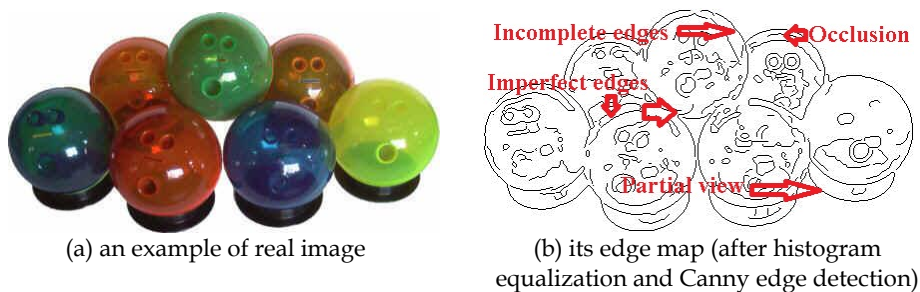 Incomplete edges
Occlusion
Imperfect edges
Partial view
(a) an example of real image
(b) its edge map (after histogram
equalization and Canny edge detection)